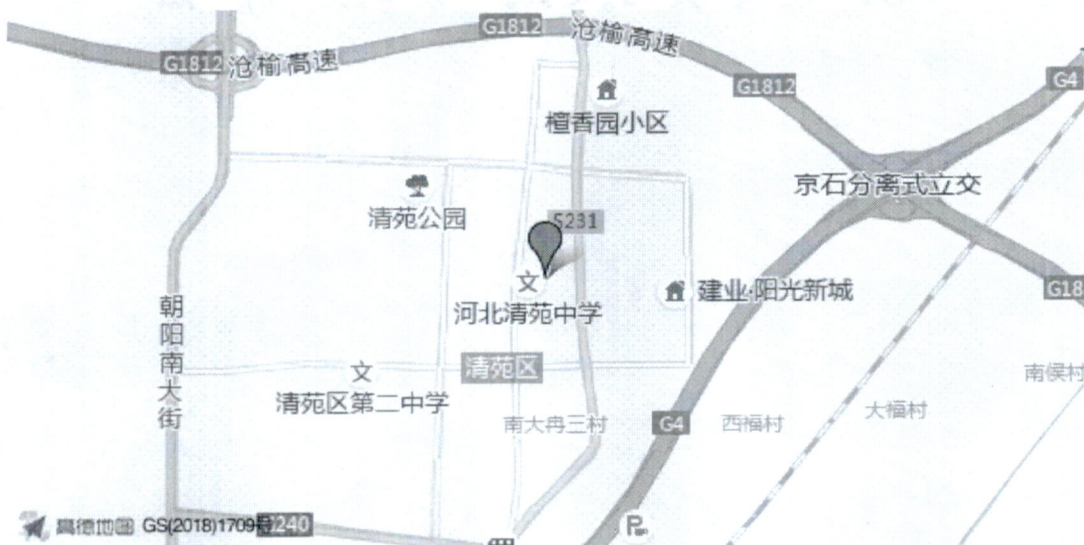 G1812
沧榆高速
G4
G1812
沧榆高速
G1812
檀香园小区
京石分离式立交
清苑公园
S231
文
建业·阳光新城
G18
河北清苑中学
朝阳南大街
清苑区
文
南侯村
清苑区第二中学
大福村
南大冉三村
G4
西福村
高德地图 GS(2018)1709号
240
P